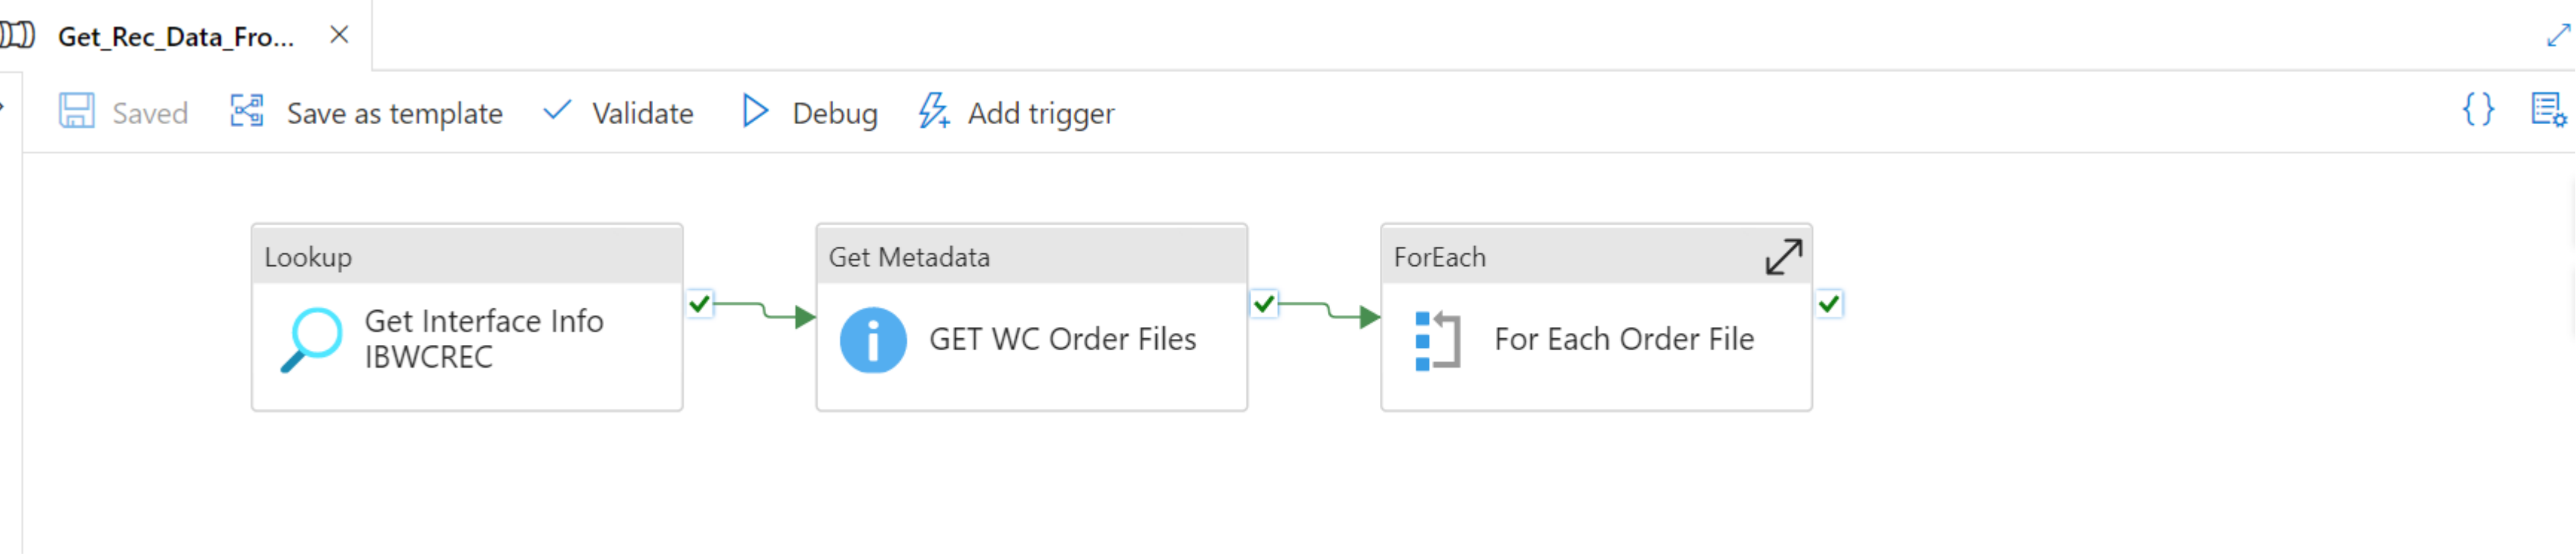 Get_Rec_Data_Fro...
Saved
Save as template
Validate
Debug
Add trigger
{}
Lookup
Get Interface Info
IBWCREC
Get Metadata
GET WC Order Files
ForEach
For Each Order File